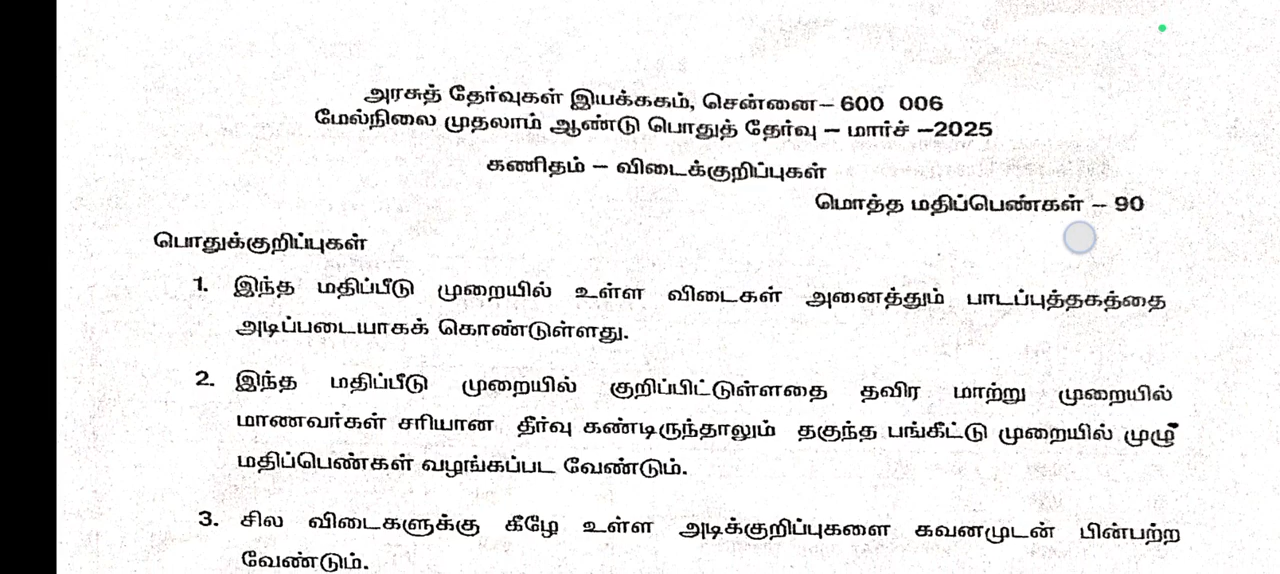 அரசுத் தேர்வுகள் இயக்ககம், சென்னை– 600 006
மேல்நிலை முதலாம் ஆண்டு பொதுத் தேர்வு – மார்ச் –2025
கணிதம் – விடைக்குறிப்புகள்
மொத்த மதிப்பெண்கள் – 90
பொதுக்குறிப்புகள்
1. இந்த மதிப்பீடு முறையில் உள்ள விடைகள் அனைத்தும் பாடப்புத்தகத்தை
அடிப்படையாகக் கொண்டுள்ளது.
2. இந்த மதிப்பீடு முறையில் குறிப்பிட்டுள்ளதை தவிர மாற்று முறையில்
மாணவர்கள் சரியான தீர்வு கண்டிருந்தாலும் தகுந்த பங்கீட்டு முறையில் முழு
மதிப்பெண்கள் வழங்கப்பட வேண்டும்.
3. சில விடைகளுக்கு கீழே உள்ள அடிக்குறிப்புகளை கவனமுடன் பின்பற்ற
வேண்டும்.